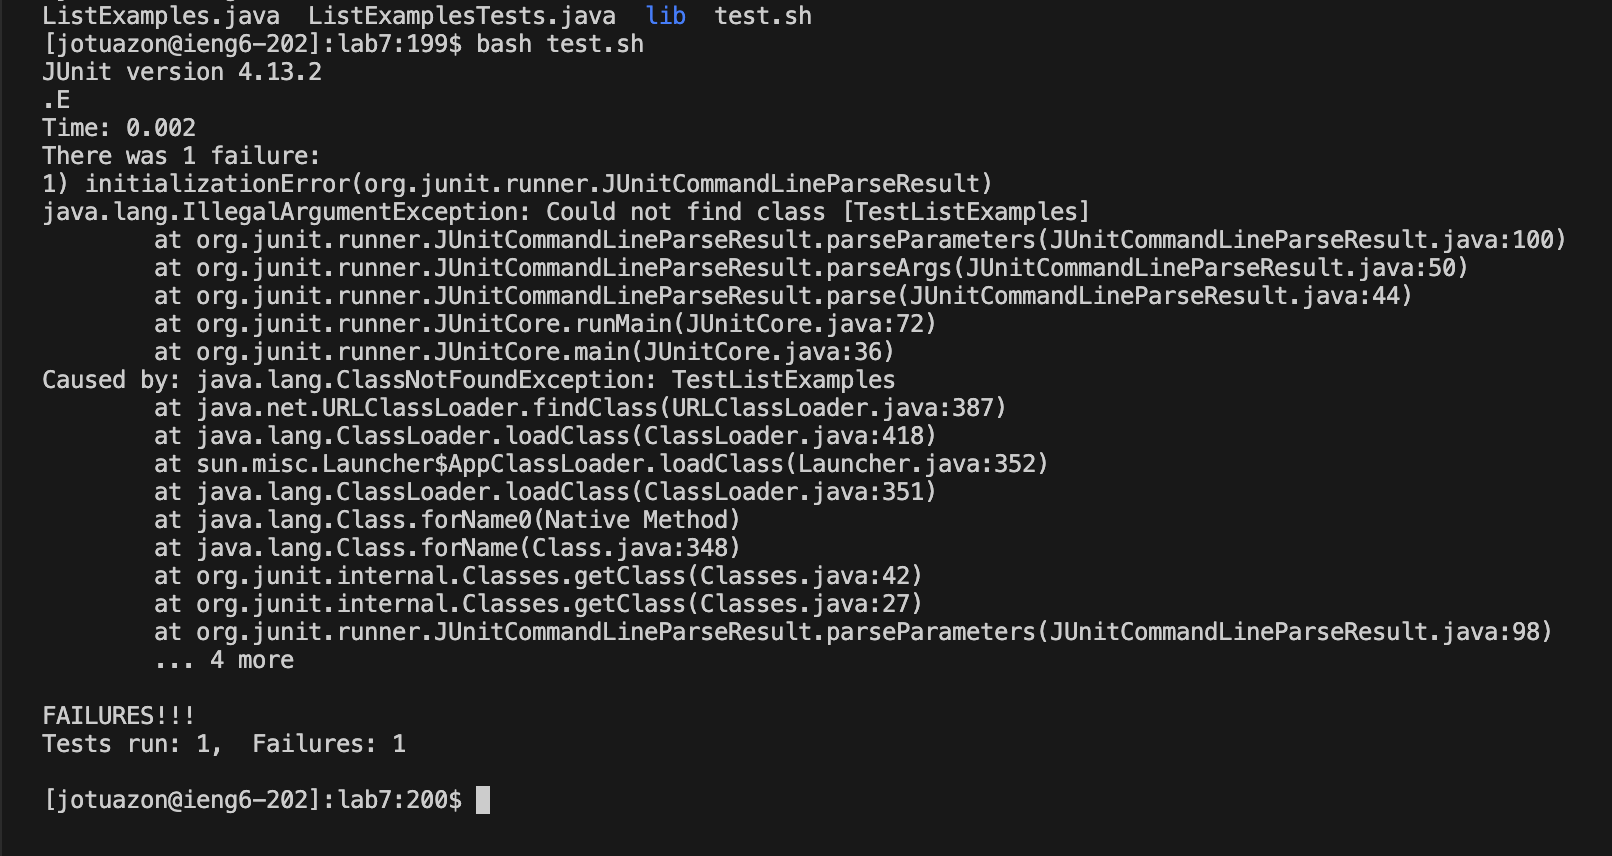 ListExamples.java  ListExamplesTests.java  lib  test.sh
[jotuazon@ieng6-202]:lab7:199$ bash test.sh
JUnit version 4.13.2
.E
Time: 0.002
There was 1 failure:
1) initializationError(org.junit.runner.JUnitCommandLineParseResult)
java.lang.IllegalArgumentException: Could not find class [TestListExamples]
        at org.junit.runner.JUnitCommandLineParseResult.parseParameters(JUnitCommandLineParseResult.java:100)
        at org.junit.runner.JUnitCommandLineParseResult.parseArgs(JUnitCommandLineParseResult.java:50)
        at org.junit.runner.JUnitCommandLineParseResult.parse(JUnitCommandLineParseResult.java:44)
        at org.junit.runner.JUnitCore.runMain(JUnitCore.java:72)
        at org.junit.runner.JUnitCore.main(JUnitCore.java:36)
Caused by: java.lang.ClassNotFoundException: TestListExamples
        at java.net.URLClassLoader.findClass(URLClassLoader.java:387)
        at java.lang.ClassLoader.loadClass(ClassLoader.java:418)
        at sun.misc.Launcher$AppClassLoader.loadClass(Launcher.java:352)
        at java.lang.ClassLoader.loadClass(ClassLoader.java:351)
        at java.lang.Class.forName0(Native Method)
        at java.lang.Class.forName(Class.java:348)
        at org.junit.internal.Classes.getClass(Classes.java:42)
        at org.junit.internal.Classes.getClass(Classes.java:27)
        at org.junit.runner.JUnitCommandLineParseResult.parseParameters(JUnitCommandLineParseResult.java:98)
        ... 4 more

FAILURES!!!
Tests run: 1,  Failures: 1

[jotuazon@ieng6-202]:lab7:200$